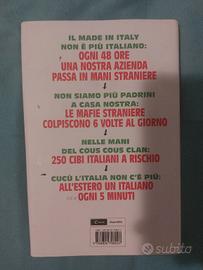 IL MADE IN ITALY
NON È PIÙ ITALIANO:
OGNI 48 ORE
UNA NOSTRA AZIENDA
PASSA IN MANI STRANIERE
NON SIAMO PIÙ PADRINI
A CASA NOSTRA:
LE MAFIE STRANIERE
COLPISCONO 6 VOLTE AL GIORNO
NELLE MANI
DEL COUS COUS CLAN:
250 CIBI ITALIANI A RISCHIO
CUCÙ L'ITALIA NON C'È PIÙ:
ALL'ESTERO UN ITALIANO
OGNI 5 MINUTI
subito